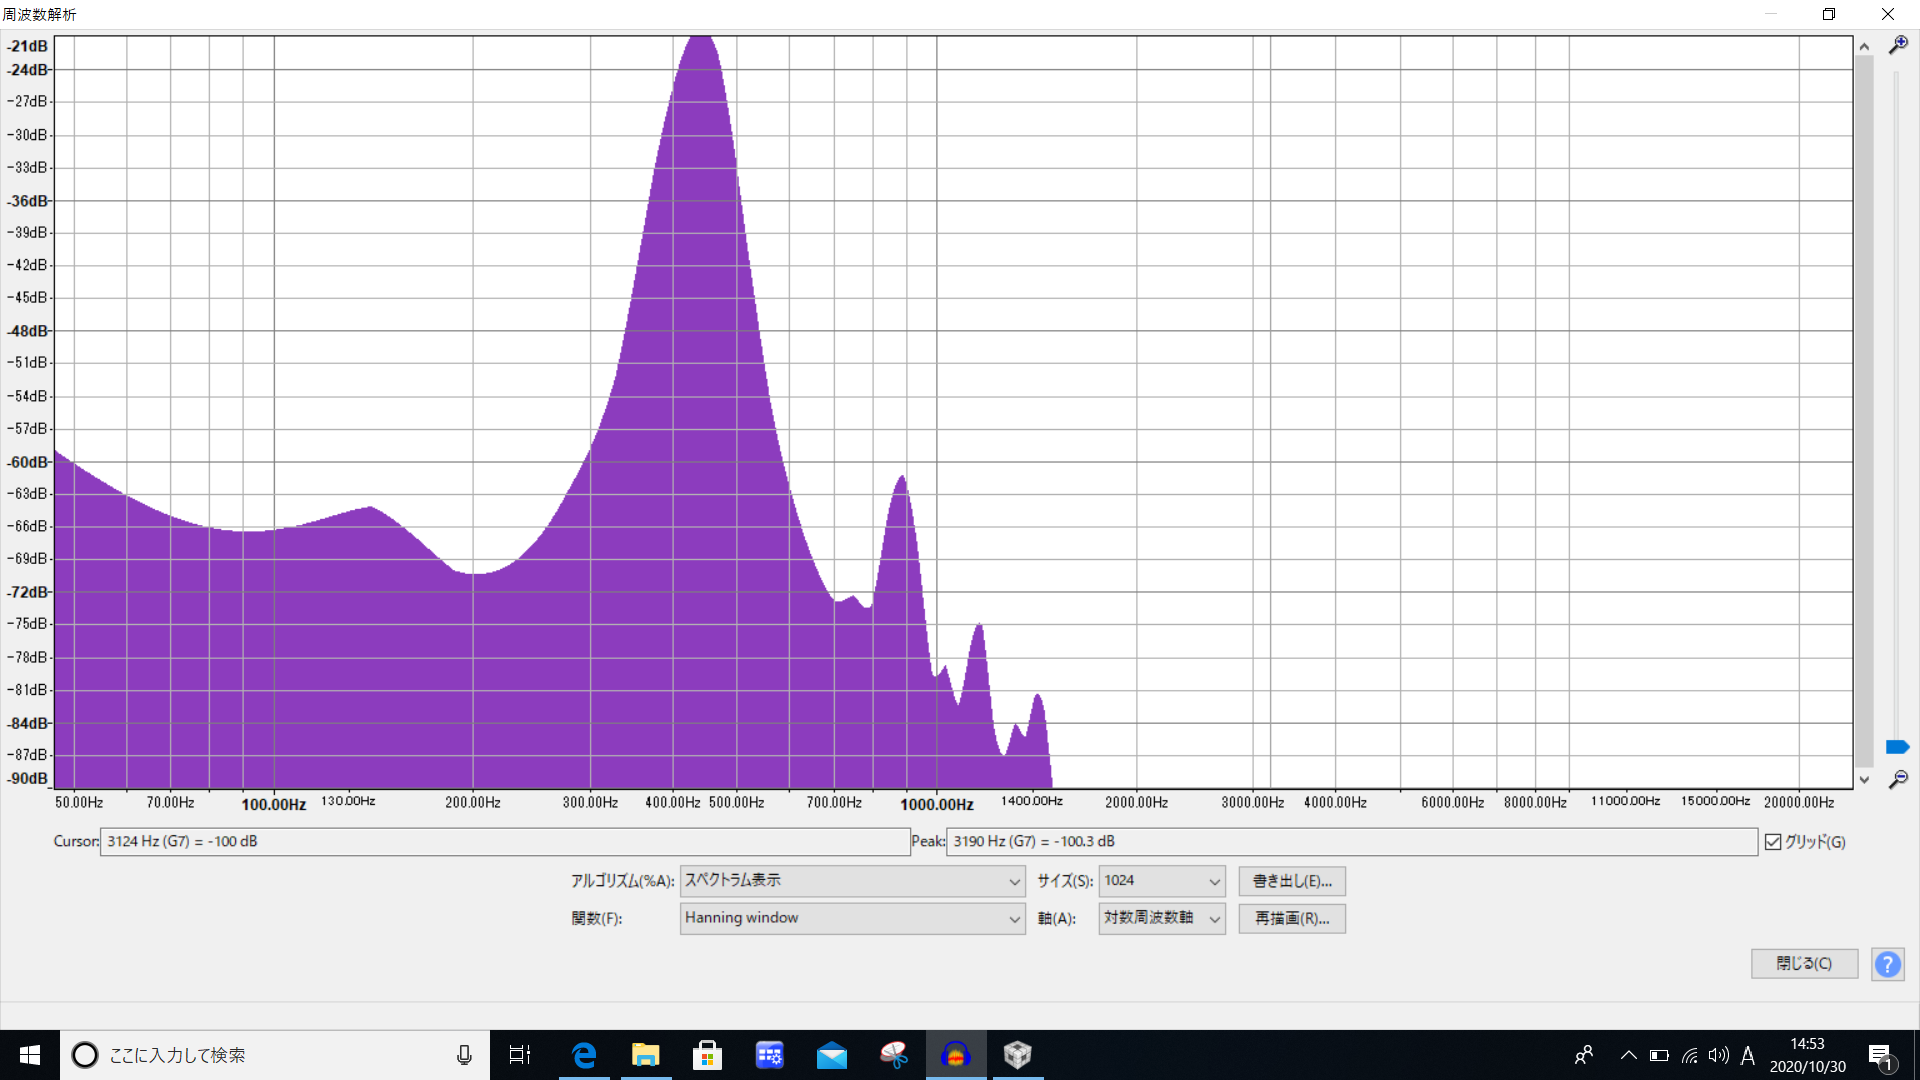 周波数解析
-21dB
-24dB
-27dB
-30dB
-33dB
-36dB
-39dB
-42dB
-45dB
-48dB
-51dB
-54dB
-57dB
-60dB
-63dB
-66dB
-69dB
-72dB
-75dB
-78dB
-81dB
-84dB
-87dB
-90dB
50.00Hz 70.00Hz 100.00Hz 130.00Hz 200.00Hz 300.00Hz 400.00Hz 500.00Hz 700.00Hz 1000.00Hz 1400.00Hz 2000.00Hz 3000.00Hz 4000.00Hz 6000.00Hz 8000.00Hz 11000.00Hz 15000.00Hz 20000.00Hz
Cursor: 3124 Hz (G7) = -100 dB Peak: 3190 Hz (G7) = -100.3 dB グリッド(G)
アルゴリズム(%A): スペクトラム表示 サイズ(S): 1024 書き出し(E)...
関数(F): Hanning window 軸(A): 対数周波数軸 再描画(R)...
閉じる(C) ?
ここに入力して検索
A
14:53
2020/10/30
1